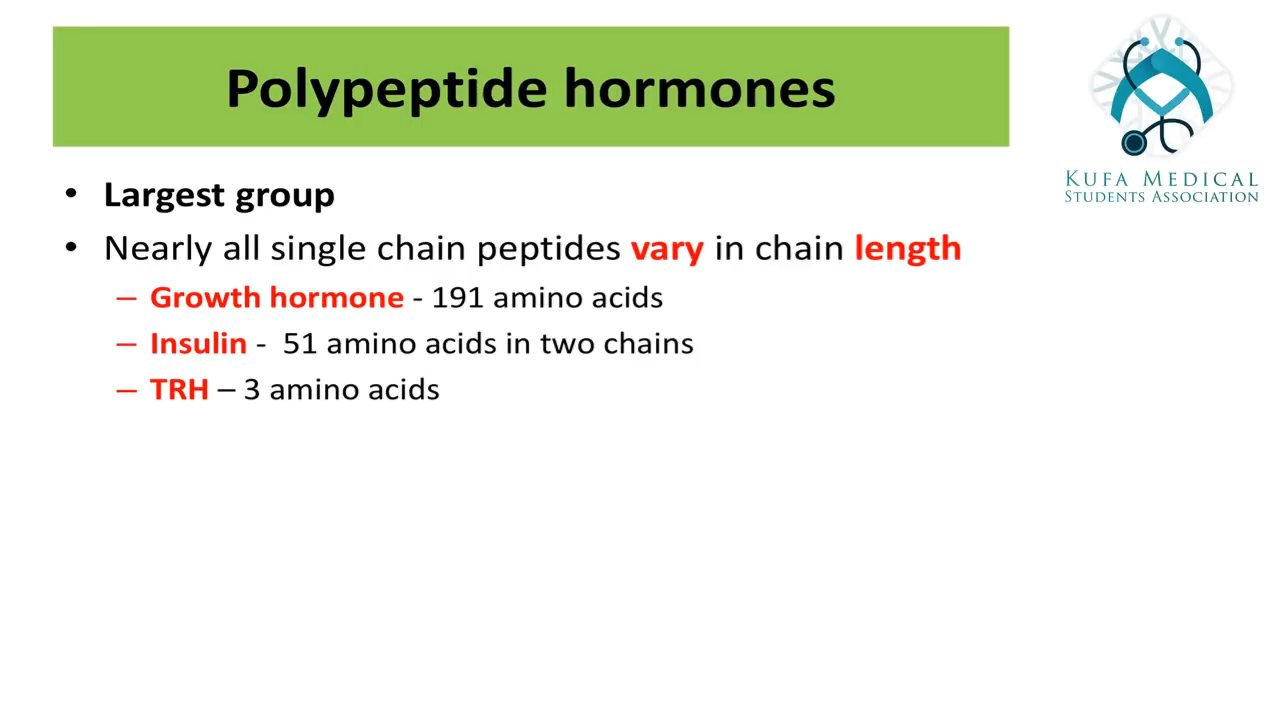 Polypeptide hormones
KUFA MEDICAL
STUDENTS ASSOCIATION
• Largest group
• Nearly all single chain peptides vary in chain length
– Growth hormone - 191 amino acids
– Insulin - 51 amino acids in two chains
– TRH – 3 amino acids